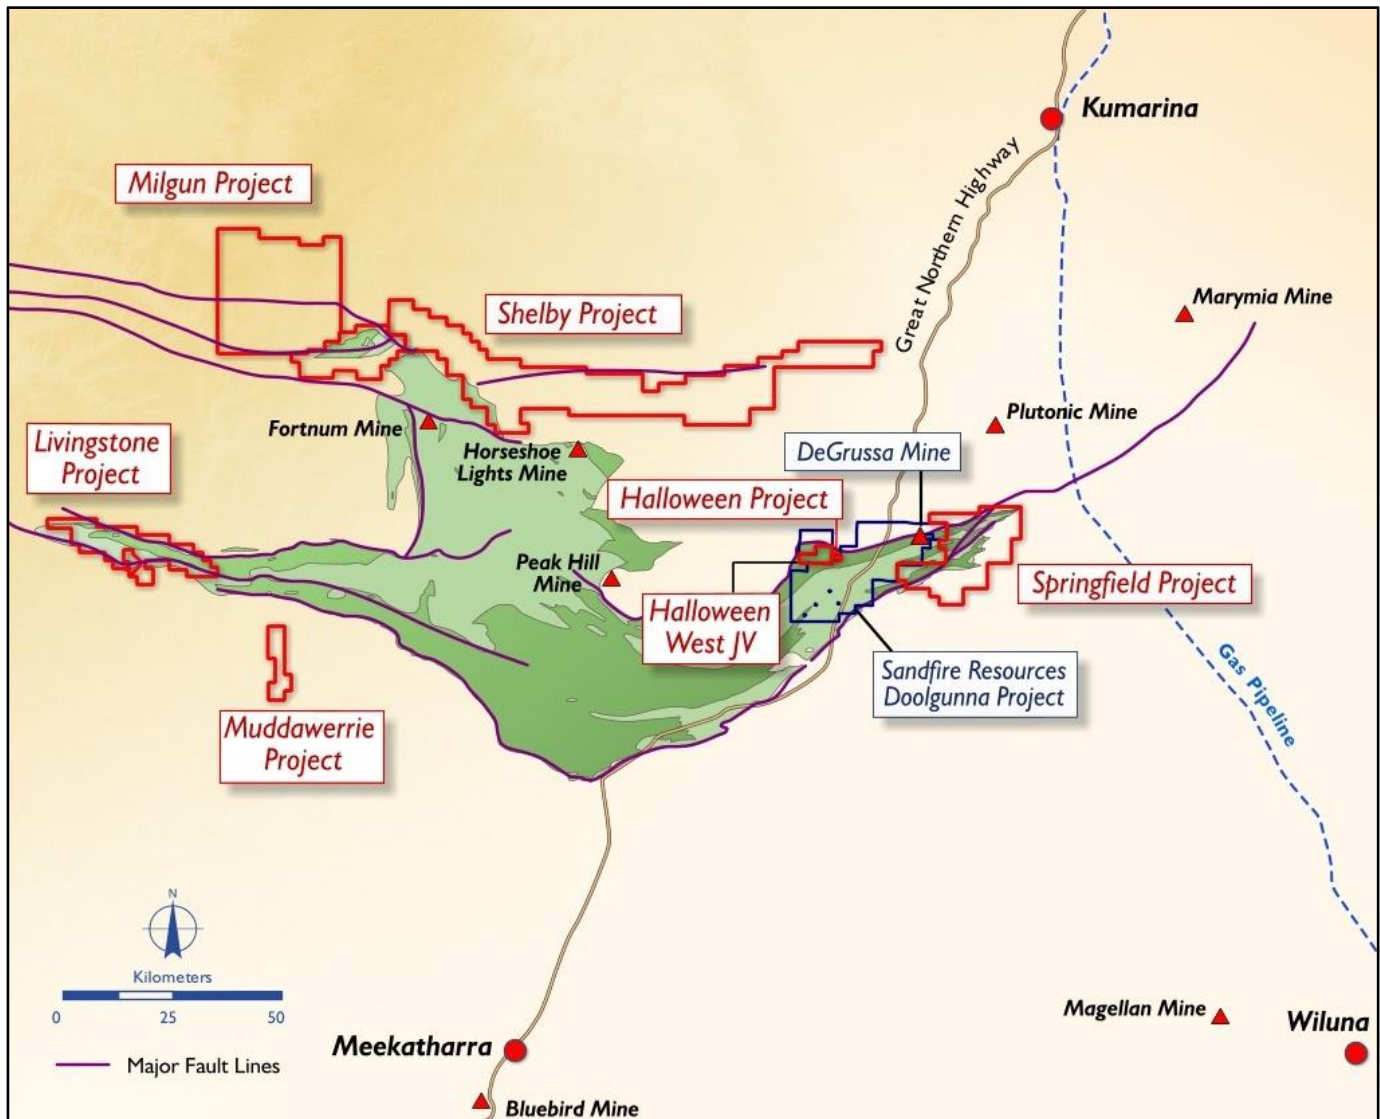 Kumarina
Great Northern Highway
Milgun Project
Marymia Mine
Shelby Project
Plutonic Mine
Fortnum Mine
Livingstone
Project
Horseshoe
Lights Mine
DeGrussa Mine
Halloween Project
Peak Hill
Mine
Springfield Project
Halloween
West JV
Sandfire Resources
Doolgunna Project
Gas Pipeline
Muddawerrie
Project
N
Kilometers
0 25 50
Major Fault Lines
Magellan Mine
Wiluna
Meekatharra
Bluebird Mine